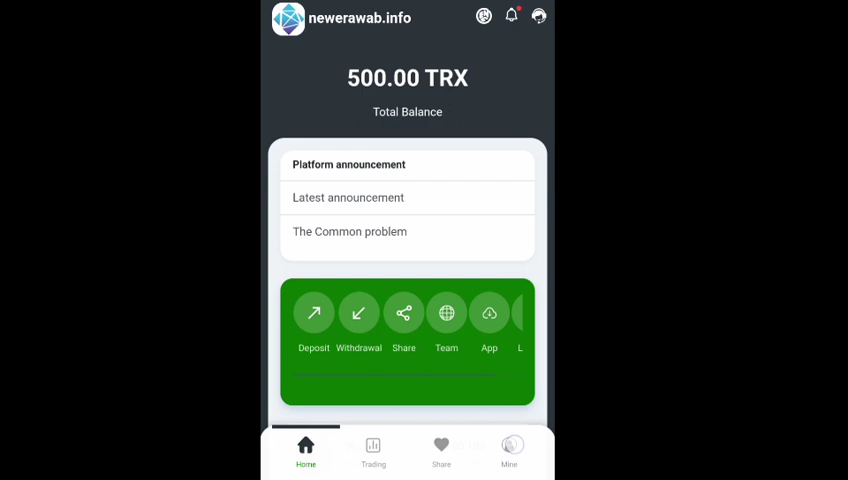 newerawab.info
500.00 TRX
Total Balance
Platform announcement
Latest announcement
The Common problem
Deposit Withdrawal Share Team App L
Home Trading Share Mine